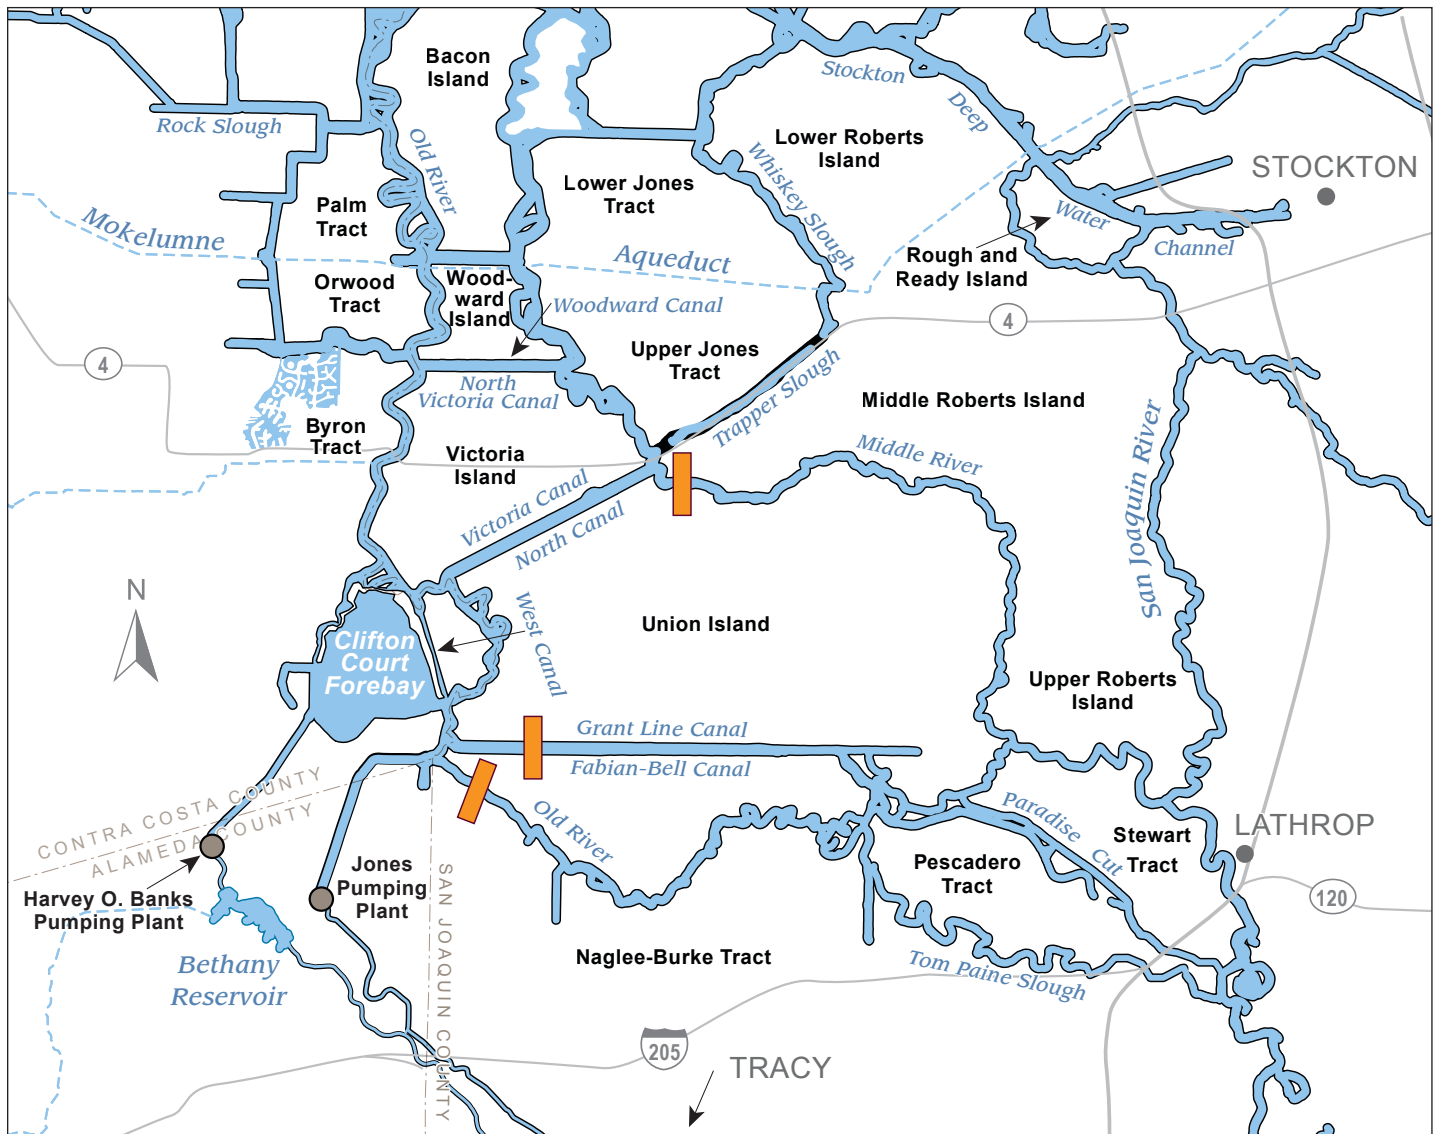 Bacon
Island
Stockton
Deep
Water
Channel
Rock Slough
Old River
Lower Roberts
Island
Whiskey Slough
STOCKTON
Lower Jones
Tract
Palm
Tract
Mokelumne
Aqueduct
Rough and
Ready Island
Orwood
Tract
Wood-
ward
Island
Woodward Canal
4
4
Upper Jones
Tract
Trapper Slough
North
Victoria Canal
Middle Roberts Island
Byron
Tract
Victoria
Island
Middle River
San Joaquin River
Victoria Canal
North Canal
N
West Canal
Union Island
Clifton
Court
Forebay
Upper Roberts
Island
Grant Line Canal
Fabian-Bell Canal
CONTRA COSTA COUNTY
ALAMEDA COUNTY
Old River
Paradise
Cut
Stewart
Tract
LATHROP
Pescadero
Tract
Jones
Pumping
Plant
SAN JOAQUIN COUNTY
Harvey O. Banks
Pumping Plant
120
Bethany
Reservoir
Naglee-Burke Tract
Tom Paine Slough
205
TRACY